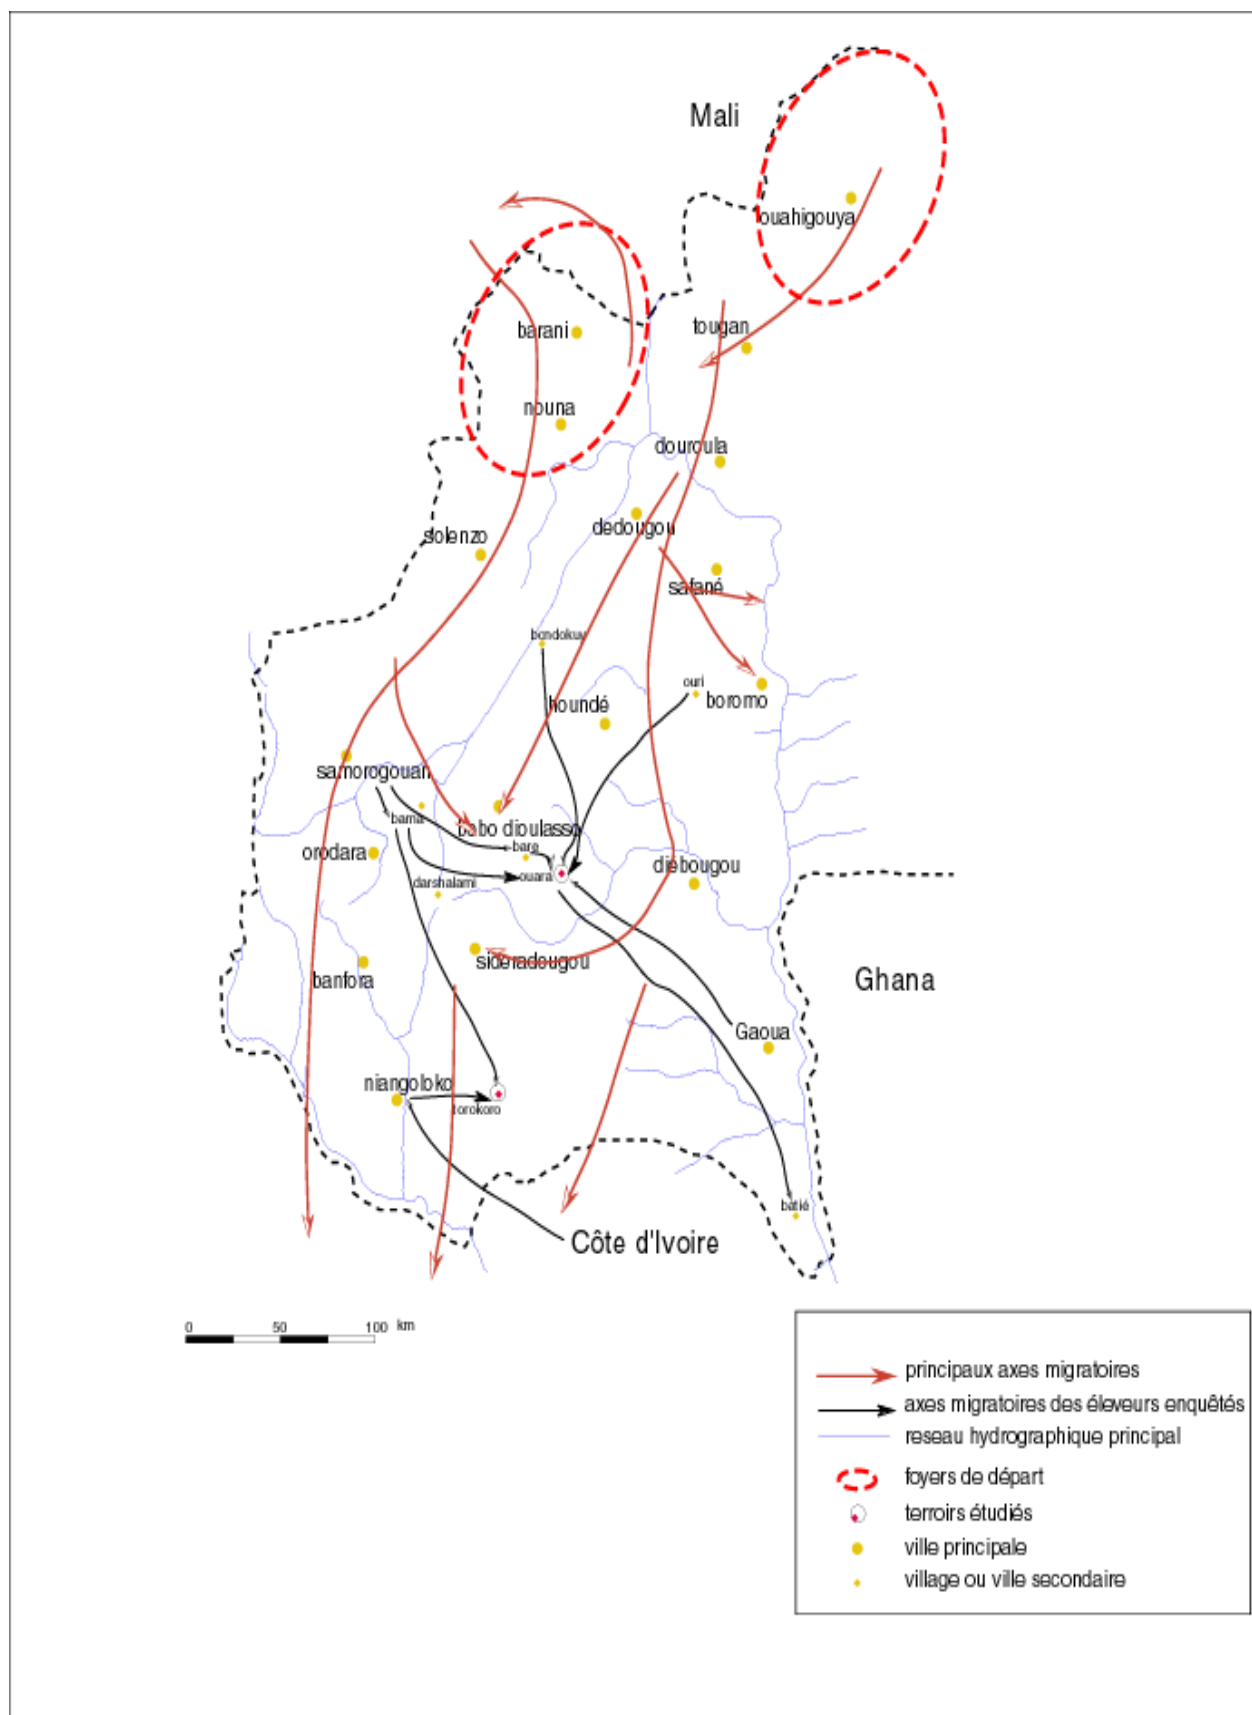 Mali
ouahigouya
barani
tougan
nouna
douroula
solenzo
dedougou
safané
bondokuy
ouri
houndé
boromo
samorogouan
bama
bobo dioulasso
bare
orodara
ouara
diebougou
darshalami
sideradougou
banfora
Ghana
Gaoua
niangoloko
torokoro
batié
Côte d'Ivoire
0 50 100 km
principaux axes migratoires
axes migratoires des éleveurs enquêtés
reseau hydrographique principal
foyers de départ
terroirs étudiés
ville principale
village ou ville secondaire